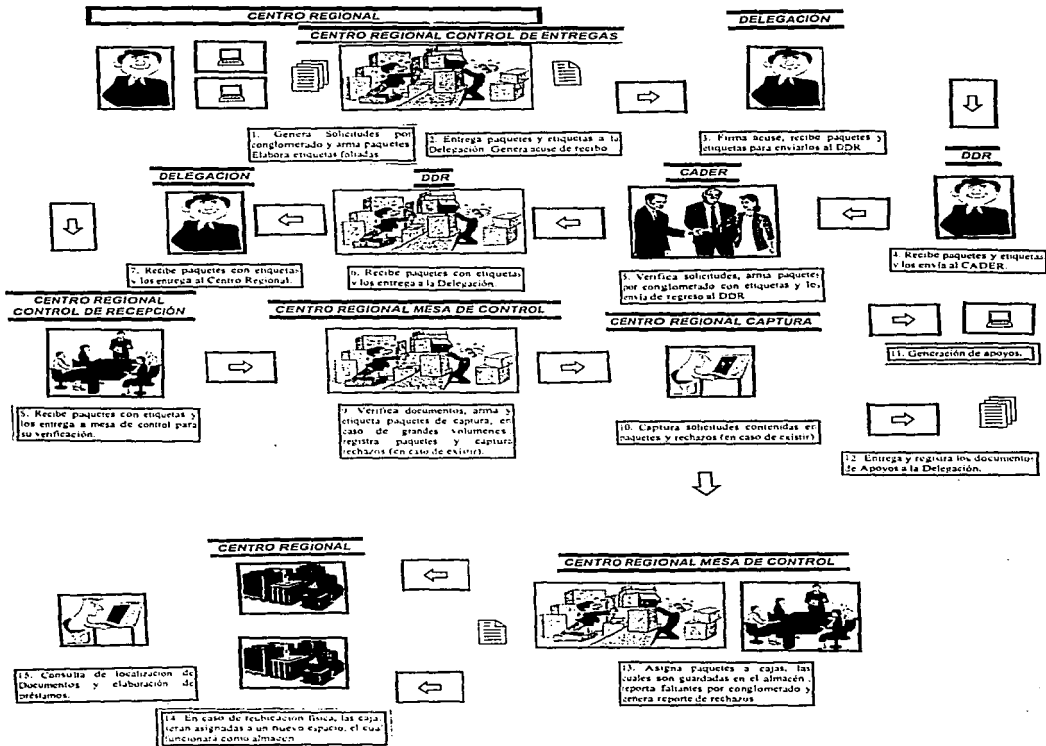 CENTRO REGIONAL
CENTRO REGIONAL CONTROL DE ENTREGAS
DELEGACIÓN
1. Genera Solicitudes por
conglomerado y arma paquetes
Elabora etiquetas foliadas
2. Entrega paquetes y etiquetas a la
Delegación. Genera acuse de recibo
3. Firma acuse, recibe paquetes y
etiquetas para enviarlos al DDR
DELEGACION
DDR
CADER
DDR
7. Recibe paquetes con etiquetas
y los entrega al Centro Regional.
6. Recibe paquetes con etiquetas
y los entrega a la Delegación.
5. Verifica solicitudes, arma paquetes
por conglomerado con etiquetas y los
envía de regreso al DDR
4. Recibe paquetes y etiquetas
y los envía al CADER.
CENTRO REGIONAL
CONTROL DE RECEPCIÓN
CENTRO REGIONAL MESA DE CONTROL
CENTRO REGIONAL CAPTURA
11. Generación de apoyos.
8. Recibe paquetes con etiquetas y
los entrega a mesa de control para
su verificación.
9. Verifica documentos, arma y
etiqueta paquetes de captura, en
caso de grandes volumenes,
registra paquetes y captura
rechazos (en caso de existir).
10. Captura solicitudes contenidas en
paquetes y rechazos (en caso de existir)
12. Entrega y registra los documentos
de Apoyos a la Delegación.
CENTRO REGIONAL
CENTRO REGIONAL MESA DE CONTROL
15. Consulta de localización de
Documentos y elaboración de
préstamos.
14. En caso de reubicación física, las cajas
serán asignadas a un nuevo espacio, el cual
funcionará como almacén
13. Asigna paquetes a cajas, las
cuales son guardadas en el almacén,
reporta faltantes por conglomerado y
genera reporte de rechazos